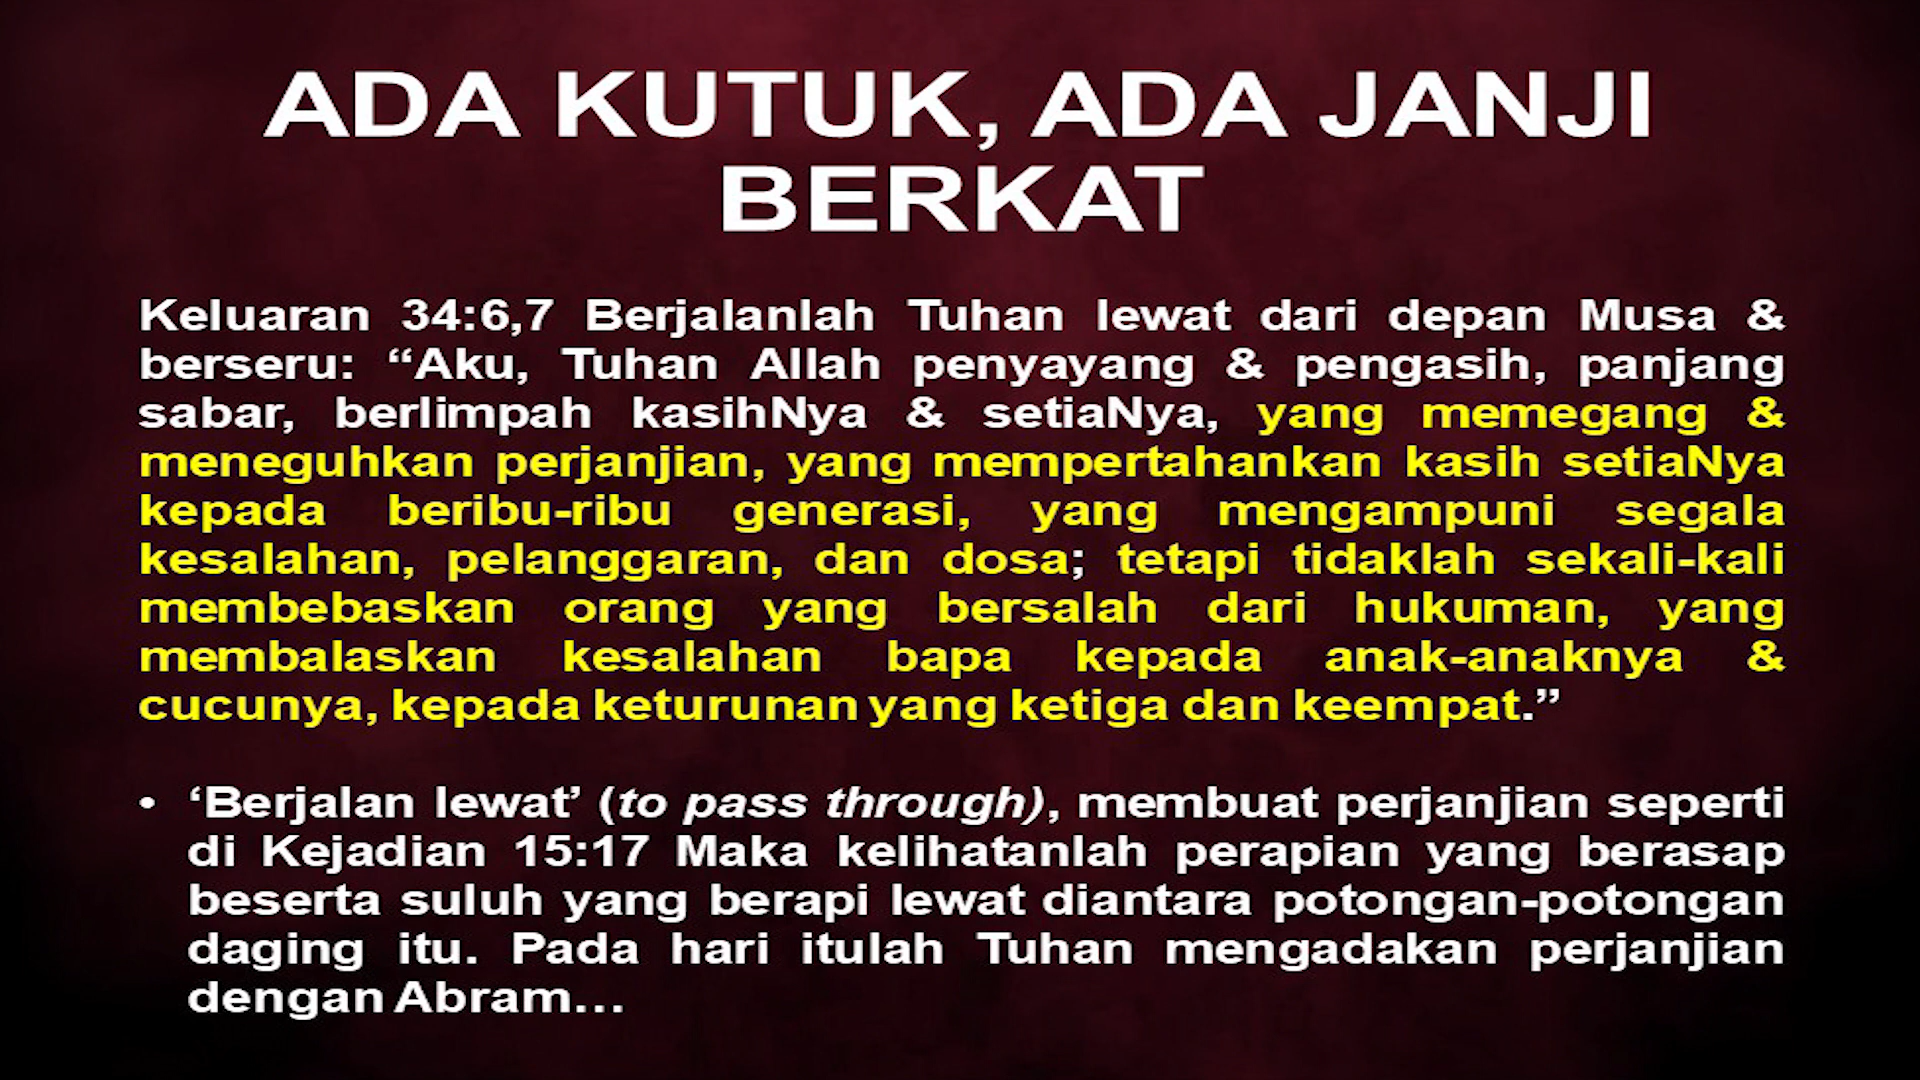 ADA KUTUK, ADA JANJI
BERKAT
Keluaran 34:6,7 Berjalanlah Tuhan lewat dari depan Musa &
berseru: “Aku, Tuhan Allah penyayang & pengasih, panjang
sabar, berlimpah kasihNya & setiaNya, yang memegang &
meneguhkan perjanjian, yang mempertahankan kasih setiaNya
kepada beribu-ribu generasi, yang mengampuni segala
kesalahan, pelanggaran, dan dosa; tetapi tidaklah sekali-kali
membebaskan orang yang bersalah dari hukuman, yang
membalaskan kesalahan bapa kepada anak-anaknya &
cucunya, kepada keturunan yang ketiga dan keempat.”
• ‘Berjalan lewat’ (to pass through), membuat perjanjian seperti
di Kejadian 15:17 Maka kelihatanlah perapian yang berasap
beserta suluh yang berapi lewat diantara potongan-potongan
daging itu. Pada hari itulah Tuhan mengadakan perjanjian
dengan Abram…